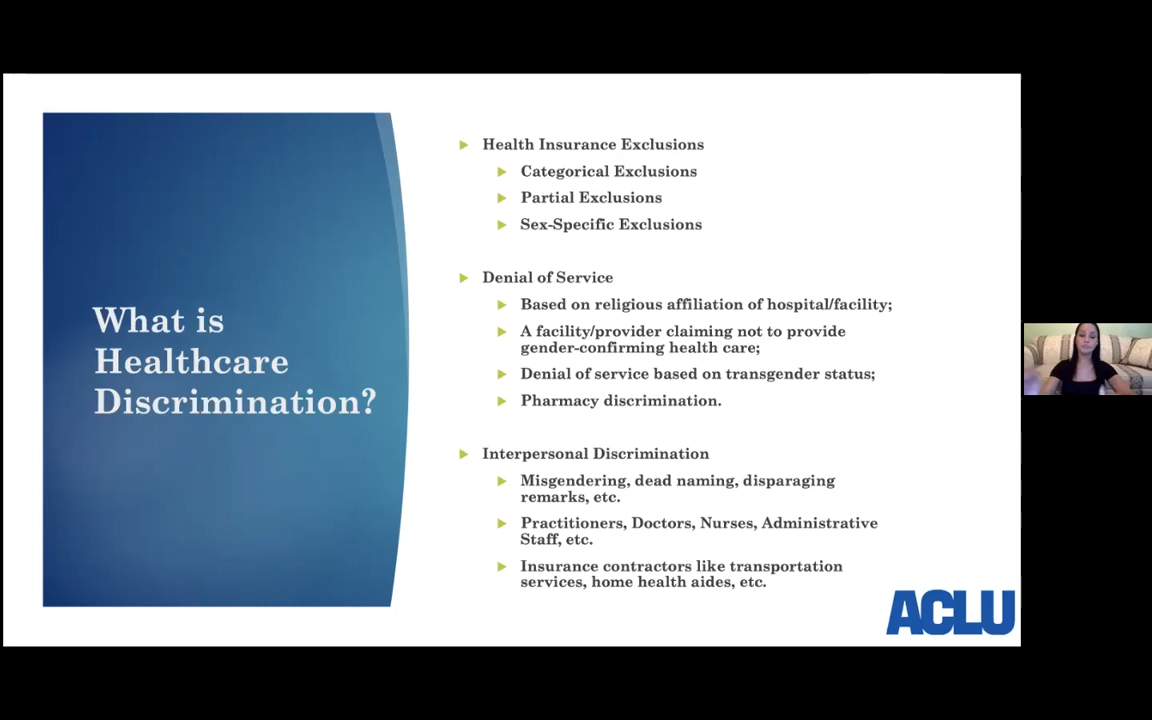 What is
Healthcare
Discrimination?
Health Insurance Exclusions
Categorical Exclusions
Partial Exclusions
Sex-Specific Exclusions
Denial of Service
Based on religious affiliation of hospital/facility;
A facility/provider claiming not to provide
gender-confirming health care;
Denial of service based on transgender status;
Pharmacy discrimination.
Interpersonal Discrimination
Misgendering, dead naming, disparaging
remarks, etc.
Practitioners, Doctors, Nurses, Administrative
Staff, etc.
Insurance contractors like transportation
services, home health aides, etc.
ACLU